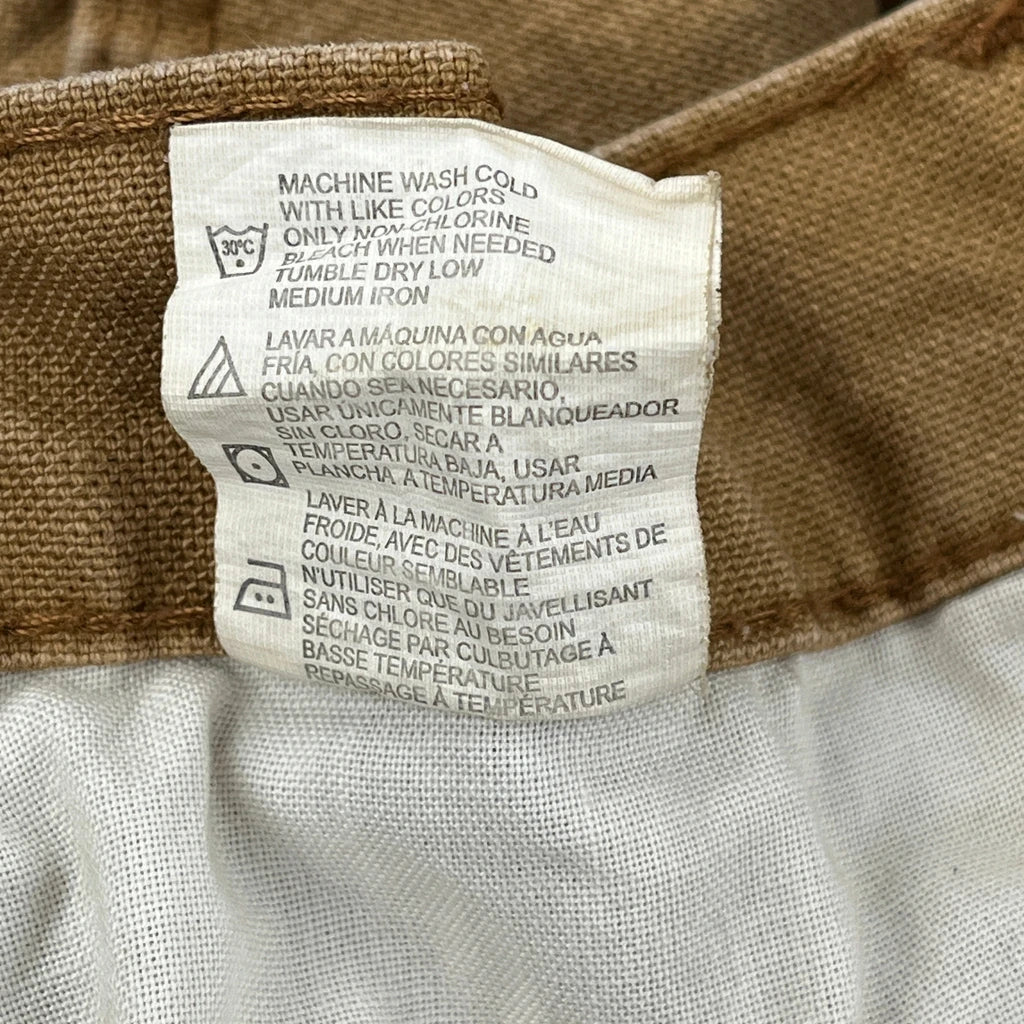 MACHINE WASH COLD
WITH LIKE COLORS
ONLY NON-CHLORINE
BLEACH WHEN NEEDED
TUMBLE DRY LOW
MEDIUM IRON
30°C
LAVAR A MÁQUINA CON AGUA
FRÍA, CON COLORES SIMILARES
CUANDO SEA NECESARIO,
USAR ÚNICAMENTE BLANQUEADOR
SIN CLORO, SECAR A
TEMPERATURA BAJA, USAR
PLANCHA A TEMPERATURA MEDIA
LAVER À LA MACHINE À L'EAU
FROIDE, AVEC DES VÊTEMENTS DE
COULEUR SEMBLABLE
N'UTILISER QUE DU JAVELLISANT
SANS CHLORE AU BESOIN
SÉCHAGE PAR CULBUTAGE À
BASSE TEMPÉRATURE
REPASSAGE À TEMPÉRATURE